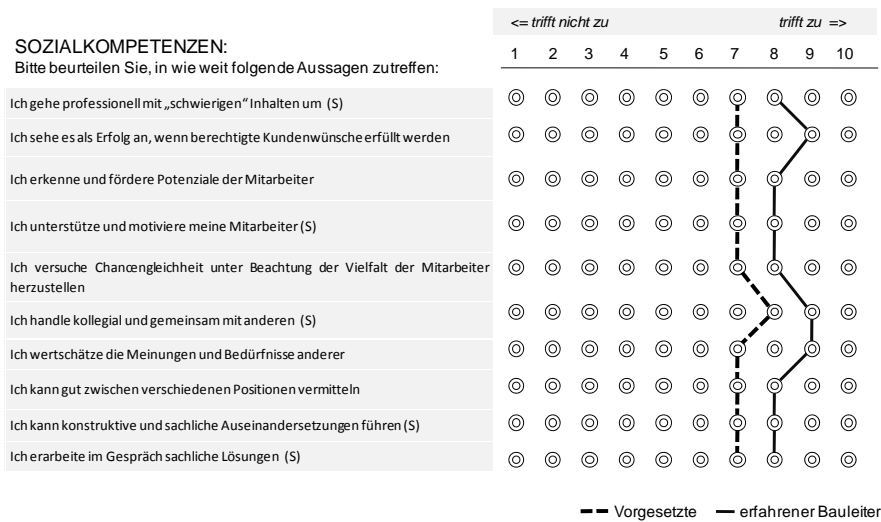 <= trifft nicht zu trifft zu =>
SOZIALKOMPETENZEN:
Bitte beurteilen Sie, in wie weit folgende Aussagen zutreffen:
1 2 3 4 5 6 7 8 9 10
Ich gehe professionell mit „schwierigen“ Inhalten um (S)
Ich sehe es als Erfolg an, wenn berechtigte Kundenwünsche erfüllt werden
Ich erkenne und fördere Potenziale der Mitarbeiter
Ich unterstütze und motiviere meine Mitarbeiter (S)
Ich versuche Chancengleichheit unter Beachtung der Vielfalt der Mitarbeiter
herzustellen
Ich handle kollegial und gemeinsam mit anderen (S)
Ich wertschätze die Meinungen und Bedürfnisse anderer
Ich kann gut zwischen verschiedenen Positionen vermitteln
Ich kann konstruktive und sachliche Auseinandersetzungen führen (S)
Ich erarbeite im Gespräch sachliche Lösungen (S)
Vorgesetzte erfahrener Bauleiter